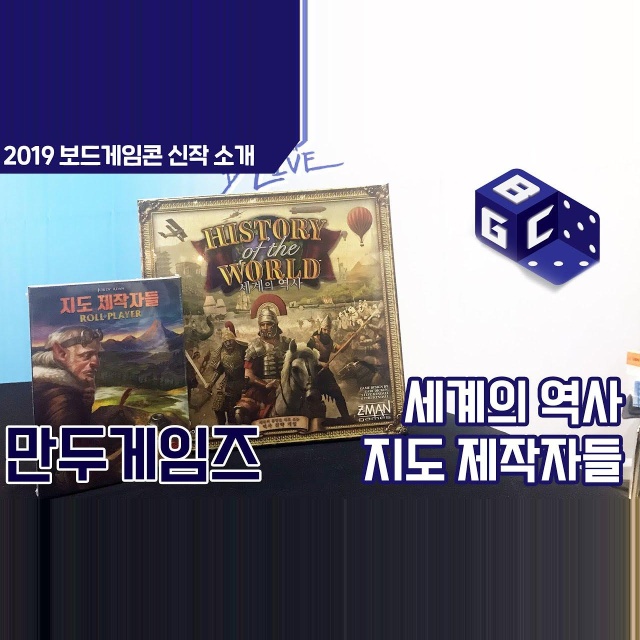 2019 보드게임콘 신작 소개
LIVE
B
G C
HISTORY
of the
WORLD
세계의 역사
지도 제작자들
ROLL-PLAYER
Z-MAN
세계의 역사
만두게임즈
지도 제작자들